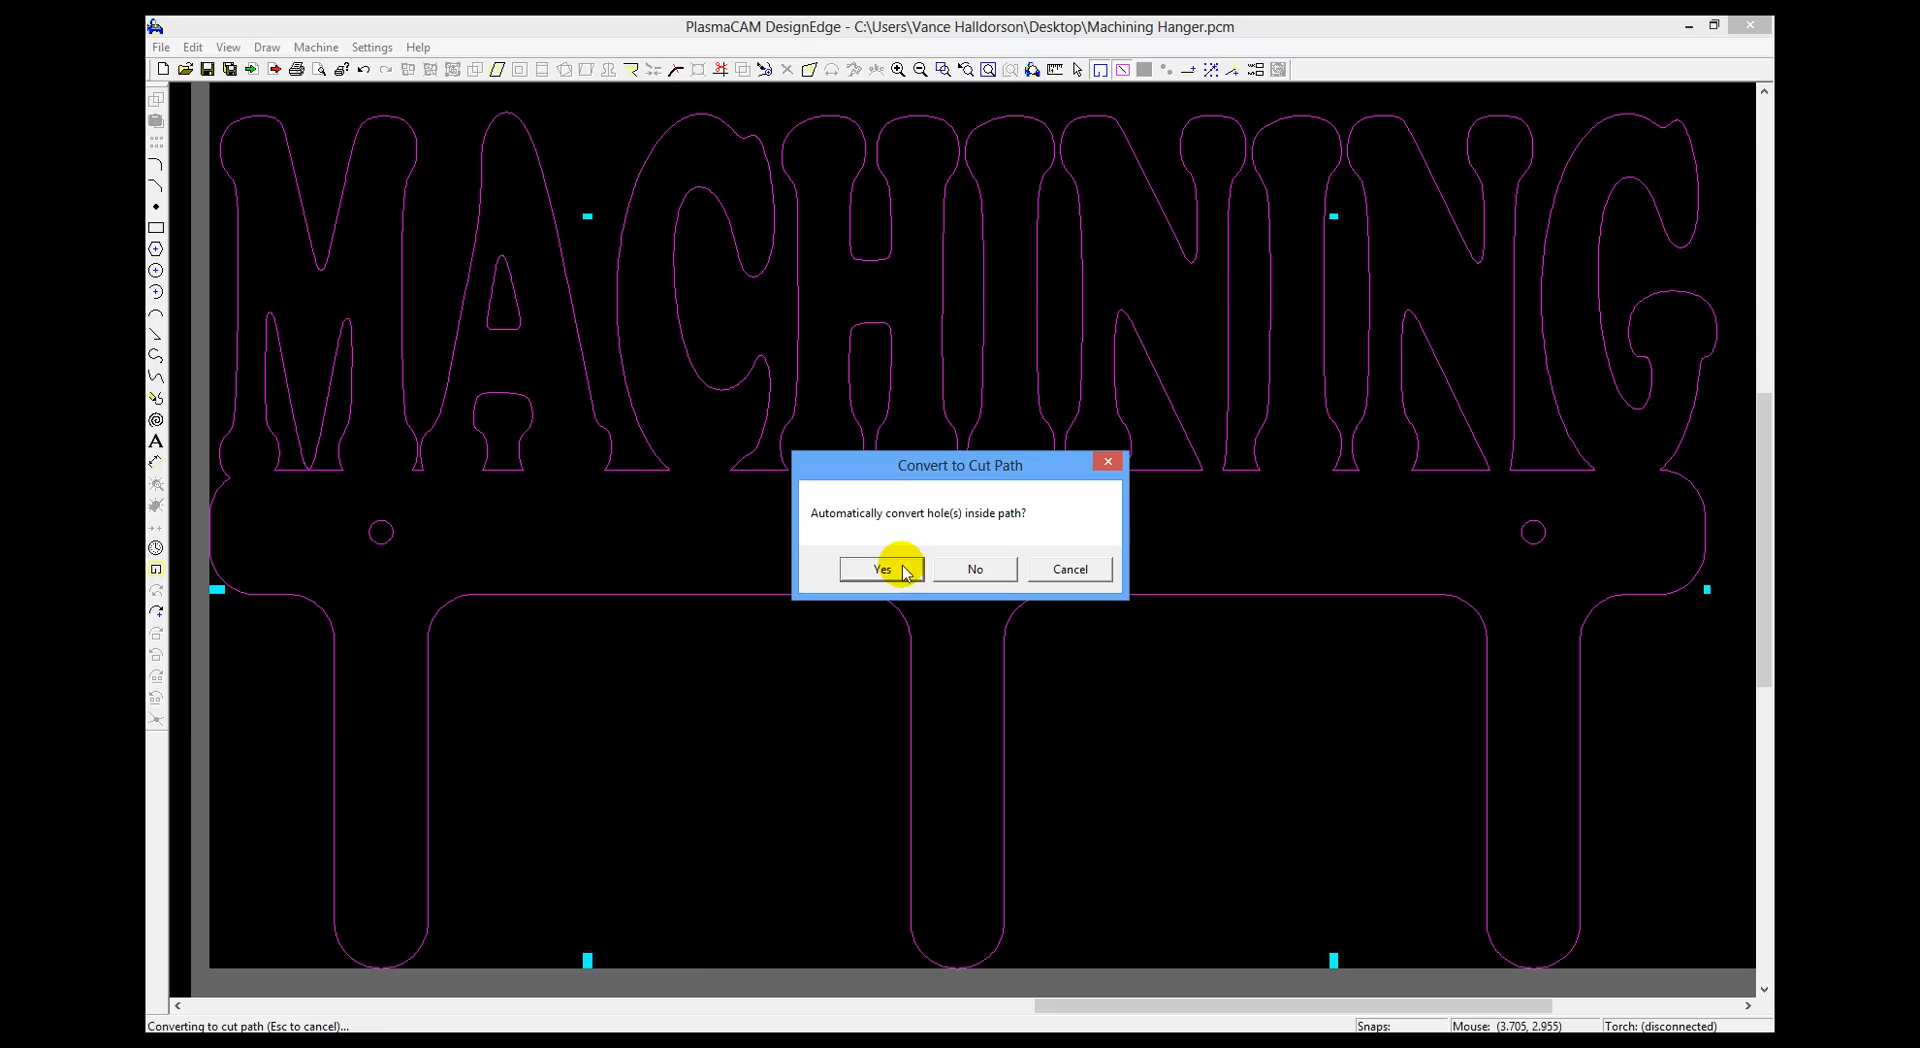 PlasmaCAM DesignEdge - C:\Users\Vance Halldorson\Desktop\Machining Hanger.pcm
File Edit View Draw Machine Settings Help
MACHINING
Convert to Cut Path
Automatically convert hole(s) inside path?
Yes No Cancel
Converting to cut path (Esc to cancel)... Snaps: Mouse: (3.705, 2.955) Torch: (disconnected)